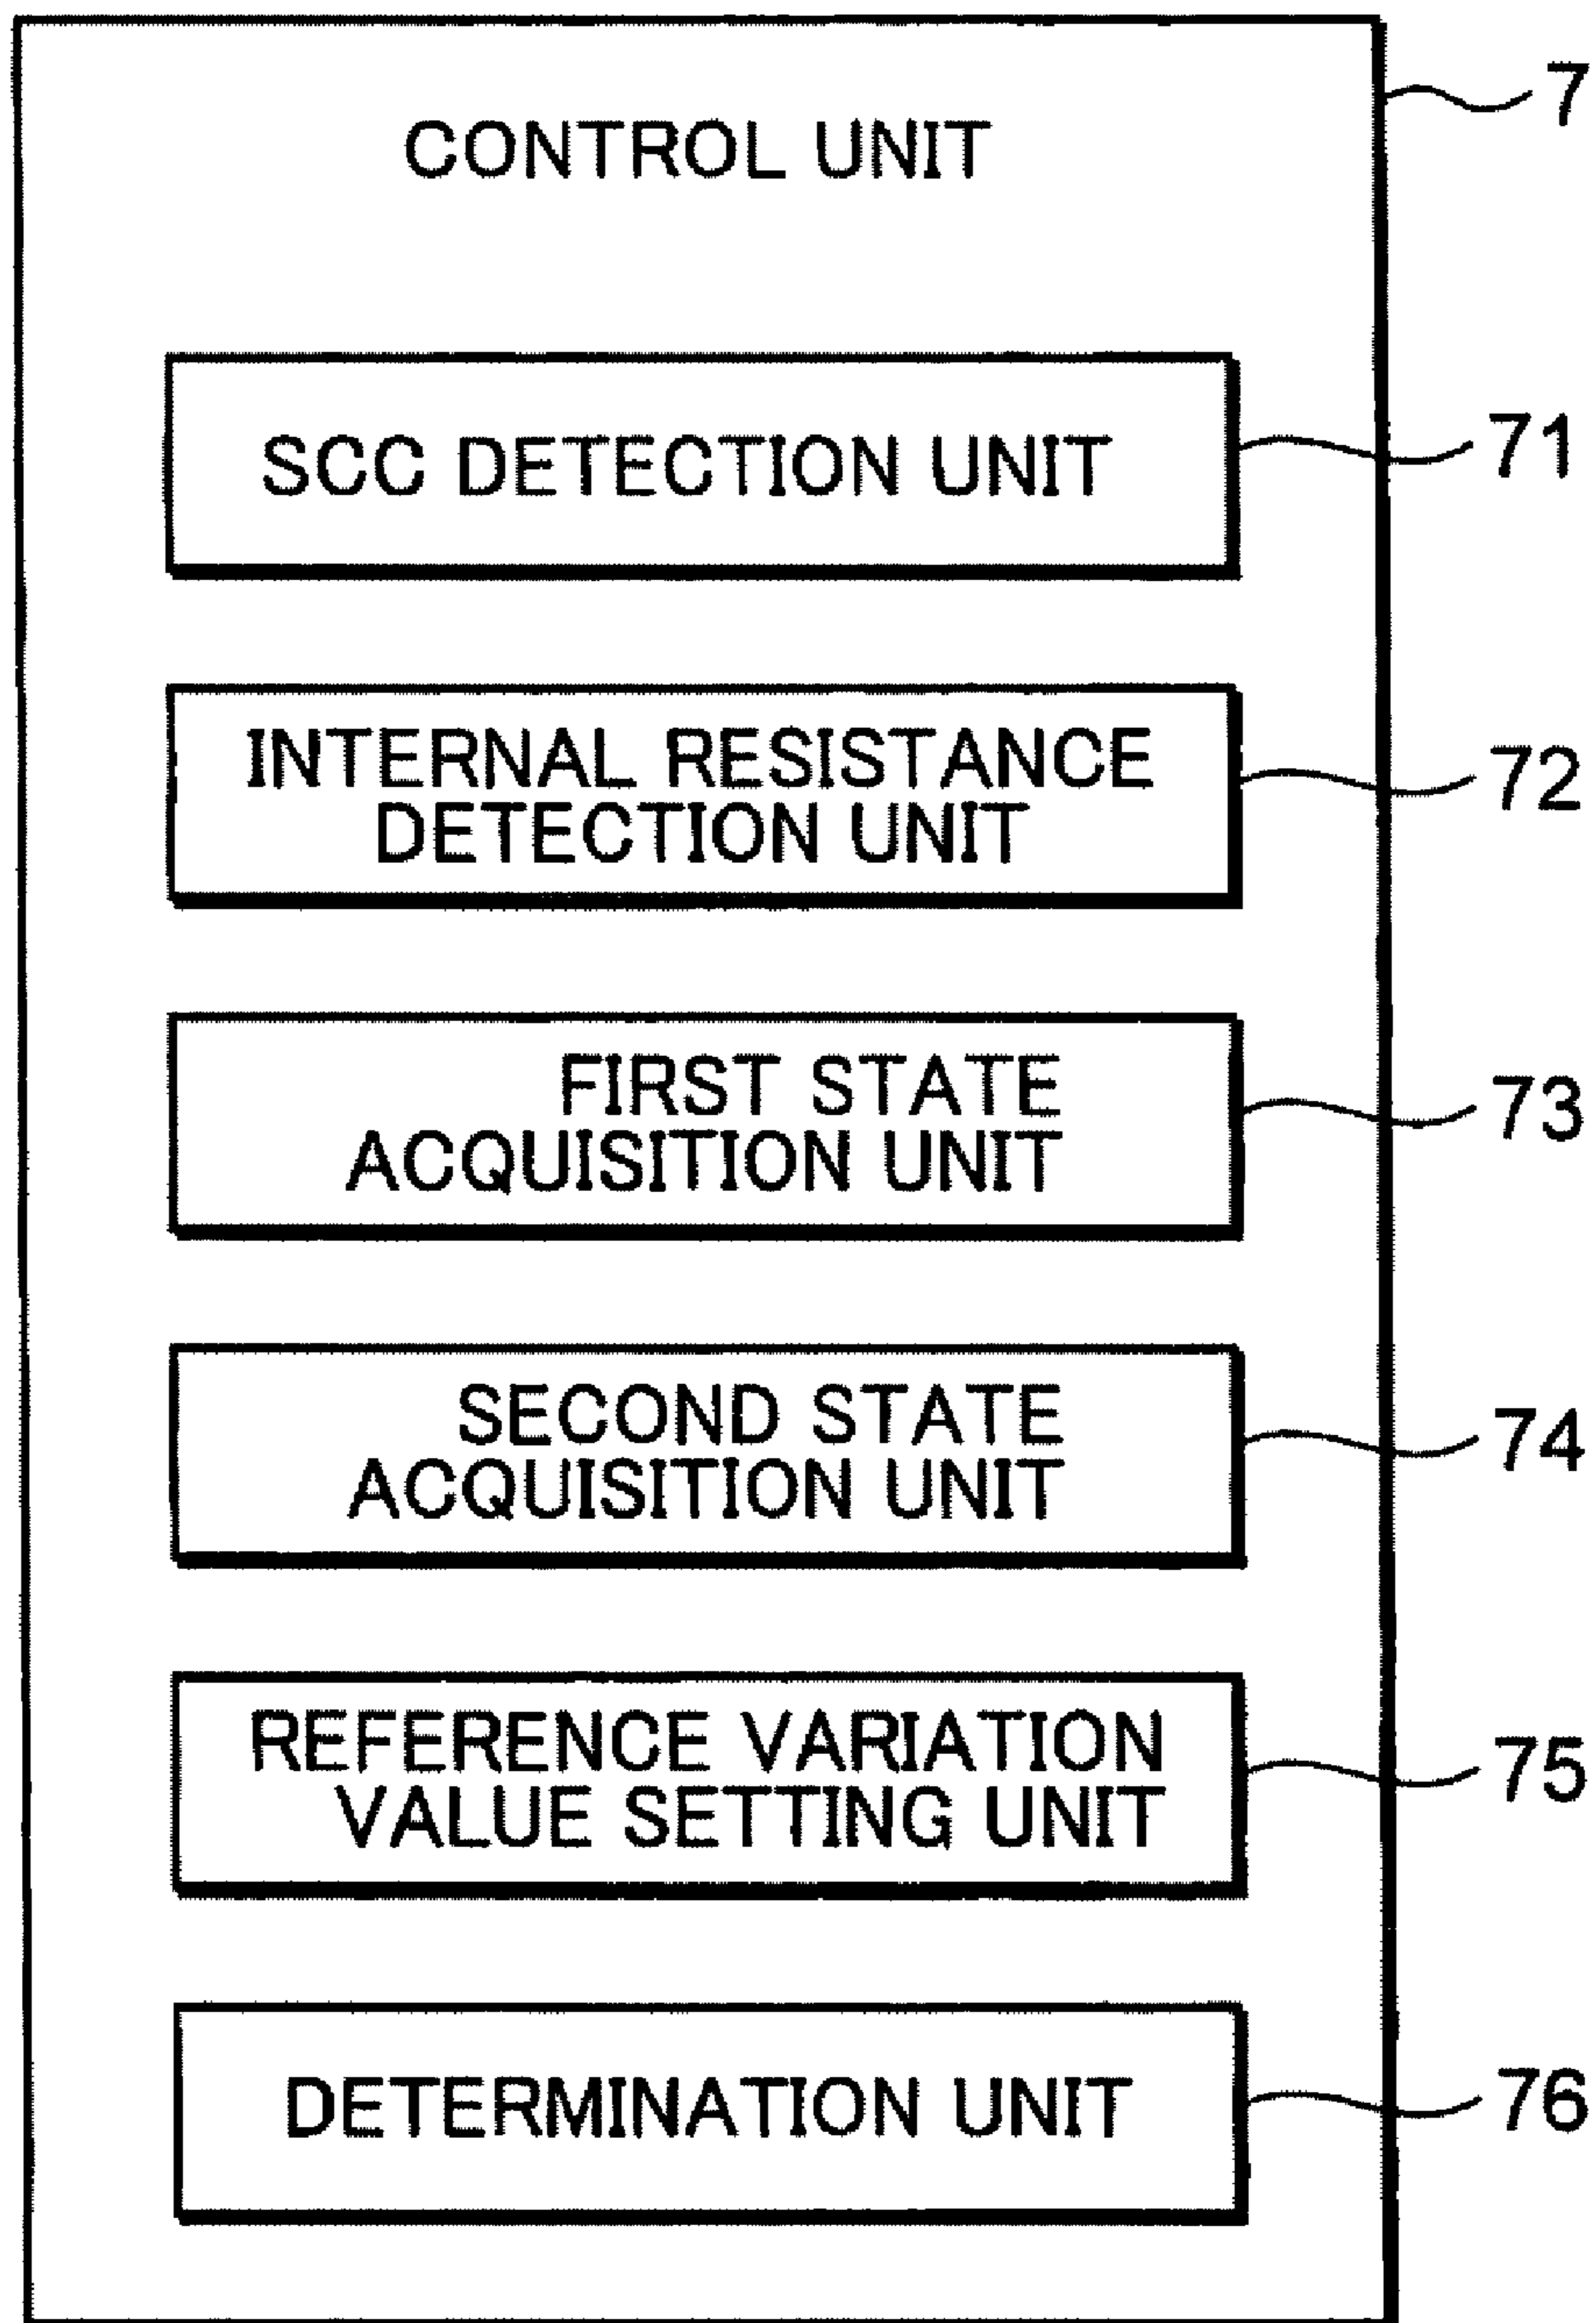 CONTROL UNIT
7
SCC DETECTION UNIT
71
INTERNAL RESISTANCE
DETECTION UNIT
72
FIRST STATE
ACQUISITION UNIT
73
SECOND STATE
ACQUISITION UNIT
74
REFERENCE VARIATION
VALUE SETTING UNIT
75
DETERMINATION UNIT
76